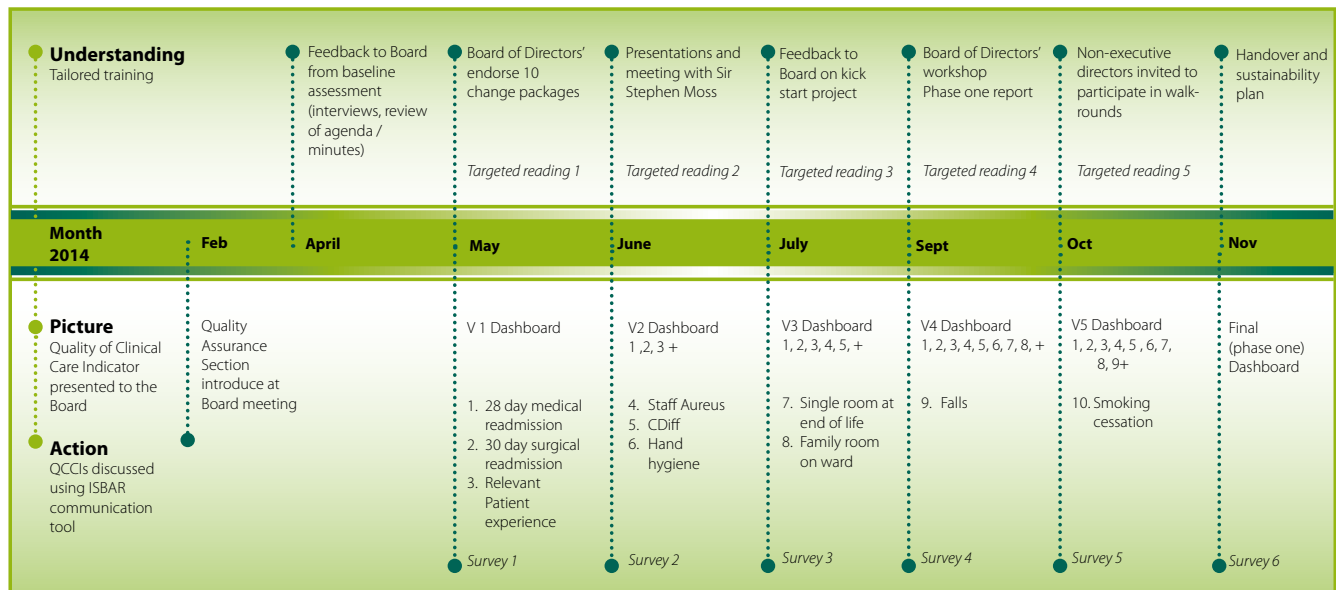 Understanding
Tailored training
Feedback to Board
from baseline
assessment
(interviews, review
of agenda /
minutes)
Board of Directors’
endorse 10
change packages
Targeted reading 1
Presentations and
meeting with Sir
Stephen Moss
Targeted reading 2
Feedback to
Board on kick
start project
Targeted reading 3
Board of Directors’
workshop
Phase one report
Targeted reading 4
Non-executive
directors invited to
participate in walk-
rounds
Targeted reading 5
Handover and
sustainability
plan
Month
2014
Feb
April
May
June
July
Sept
Oct
Nov
Picture
Quality of Clinical
Care Indicator
presented to the
Board
Action
QCCIs discussed
using ISBAR
communication
tool
Quality
Assurance
Section
introduce at
Board meeting
V 1 Dashboard
1. 28 day medical
readmission
2. 30 day surgical
readmission
3. Relevant
Patient
experience
Survey 1
V2 Dashboard
1 ,2, 3 +
4. Staff Aureus
5. CDiff
6. Hand
hygiene
Survey 2
V3 Dashboard
1, 2, 3, 4, 5, +
7. Single room at
end of life
8. Family room
on ward
Survey 3
V4 Dashboard
1, 2, 3, 4, 5, 6, 7, 8, +
9. Falls
Survey 4
V5 Dashboard
1, 2, 3, 4, 5 , 6, 7,
8, 9+
10. Smoking
cessation
Survey 5
Final
(phase one)
Dashboard
Survey 6